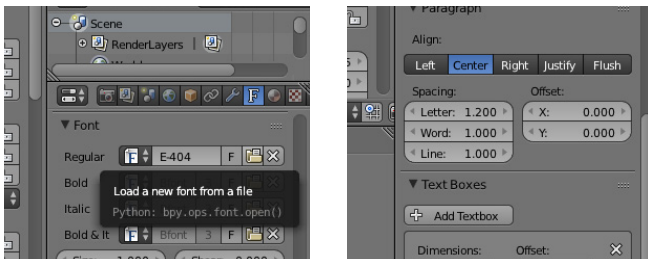 Scene
RenderLayers |
Font
Regular F E-404 F
Bold
Load a new font from a file
Italic
Python: bpy.ops.font.open()
Bold & It F Bfont 3 F
Paragraph
Align:
Left Center Right Justify Flush
Spacing: Offset:
Letter: 1.200 X: 0.000
Word: 1.000 Y: 0.000
Line: 1.000
Text Boxes
Add Textbox
Dimensions: Offset: